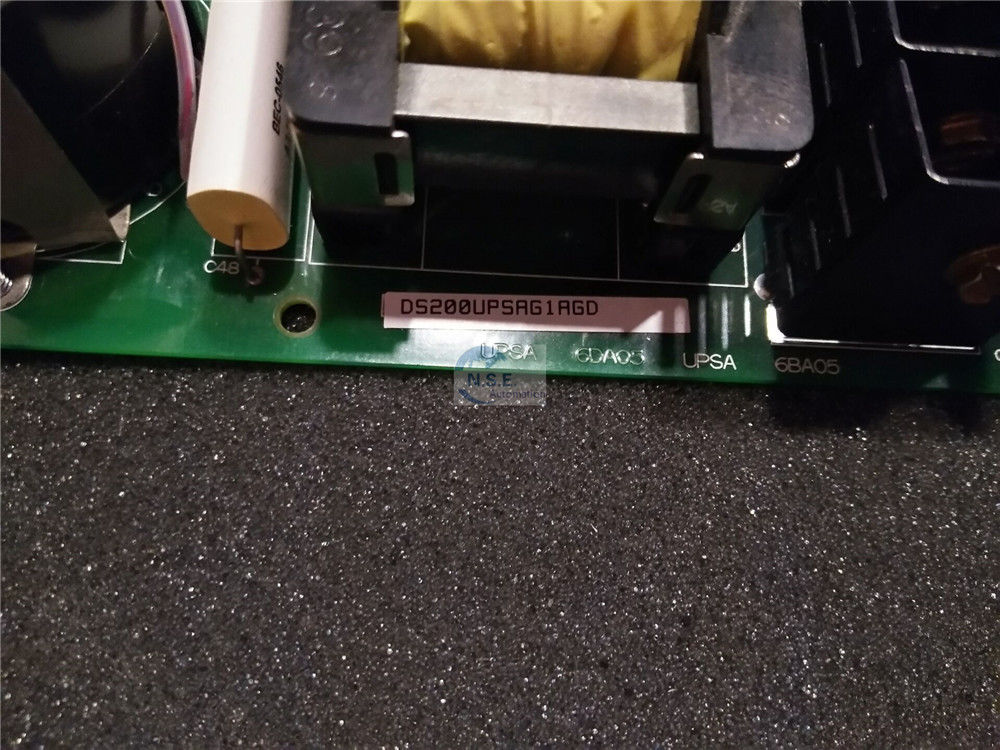 C48
DS200UPSAG1AGD
UPSA 6DA05 UPSA 6BA05
N.S.E
Automation